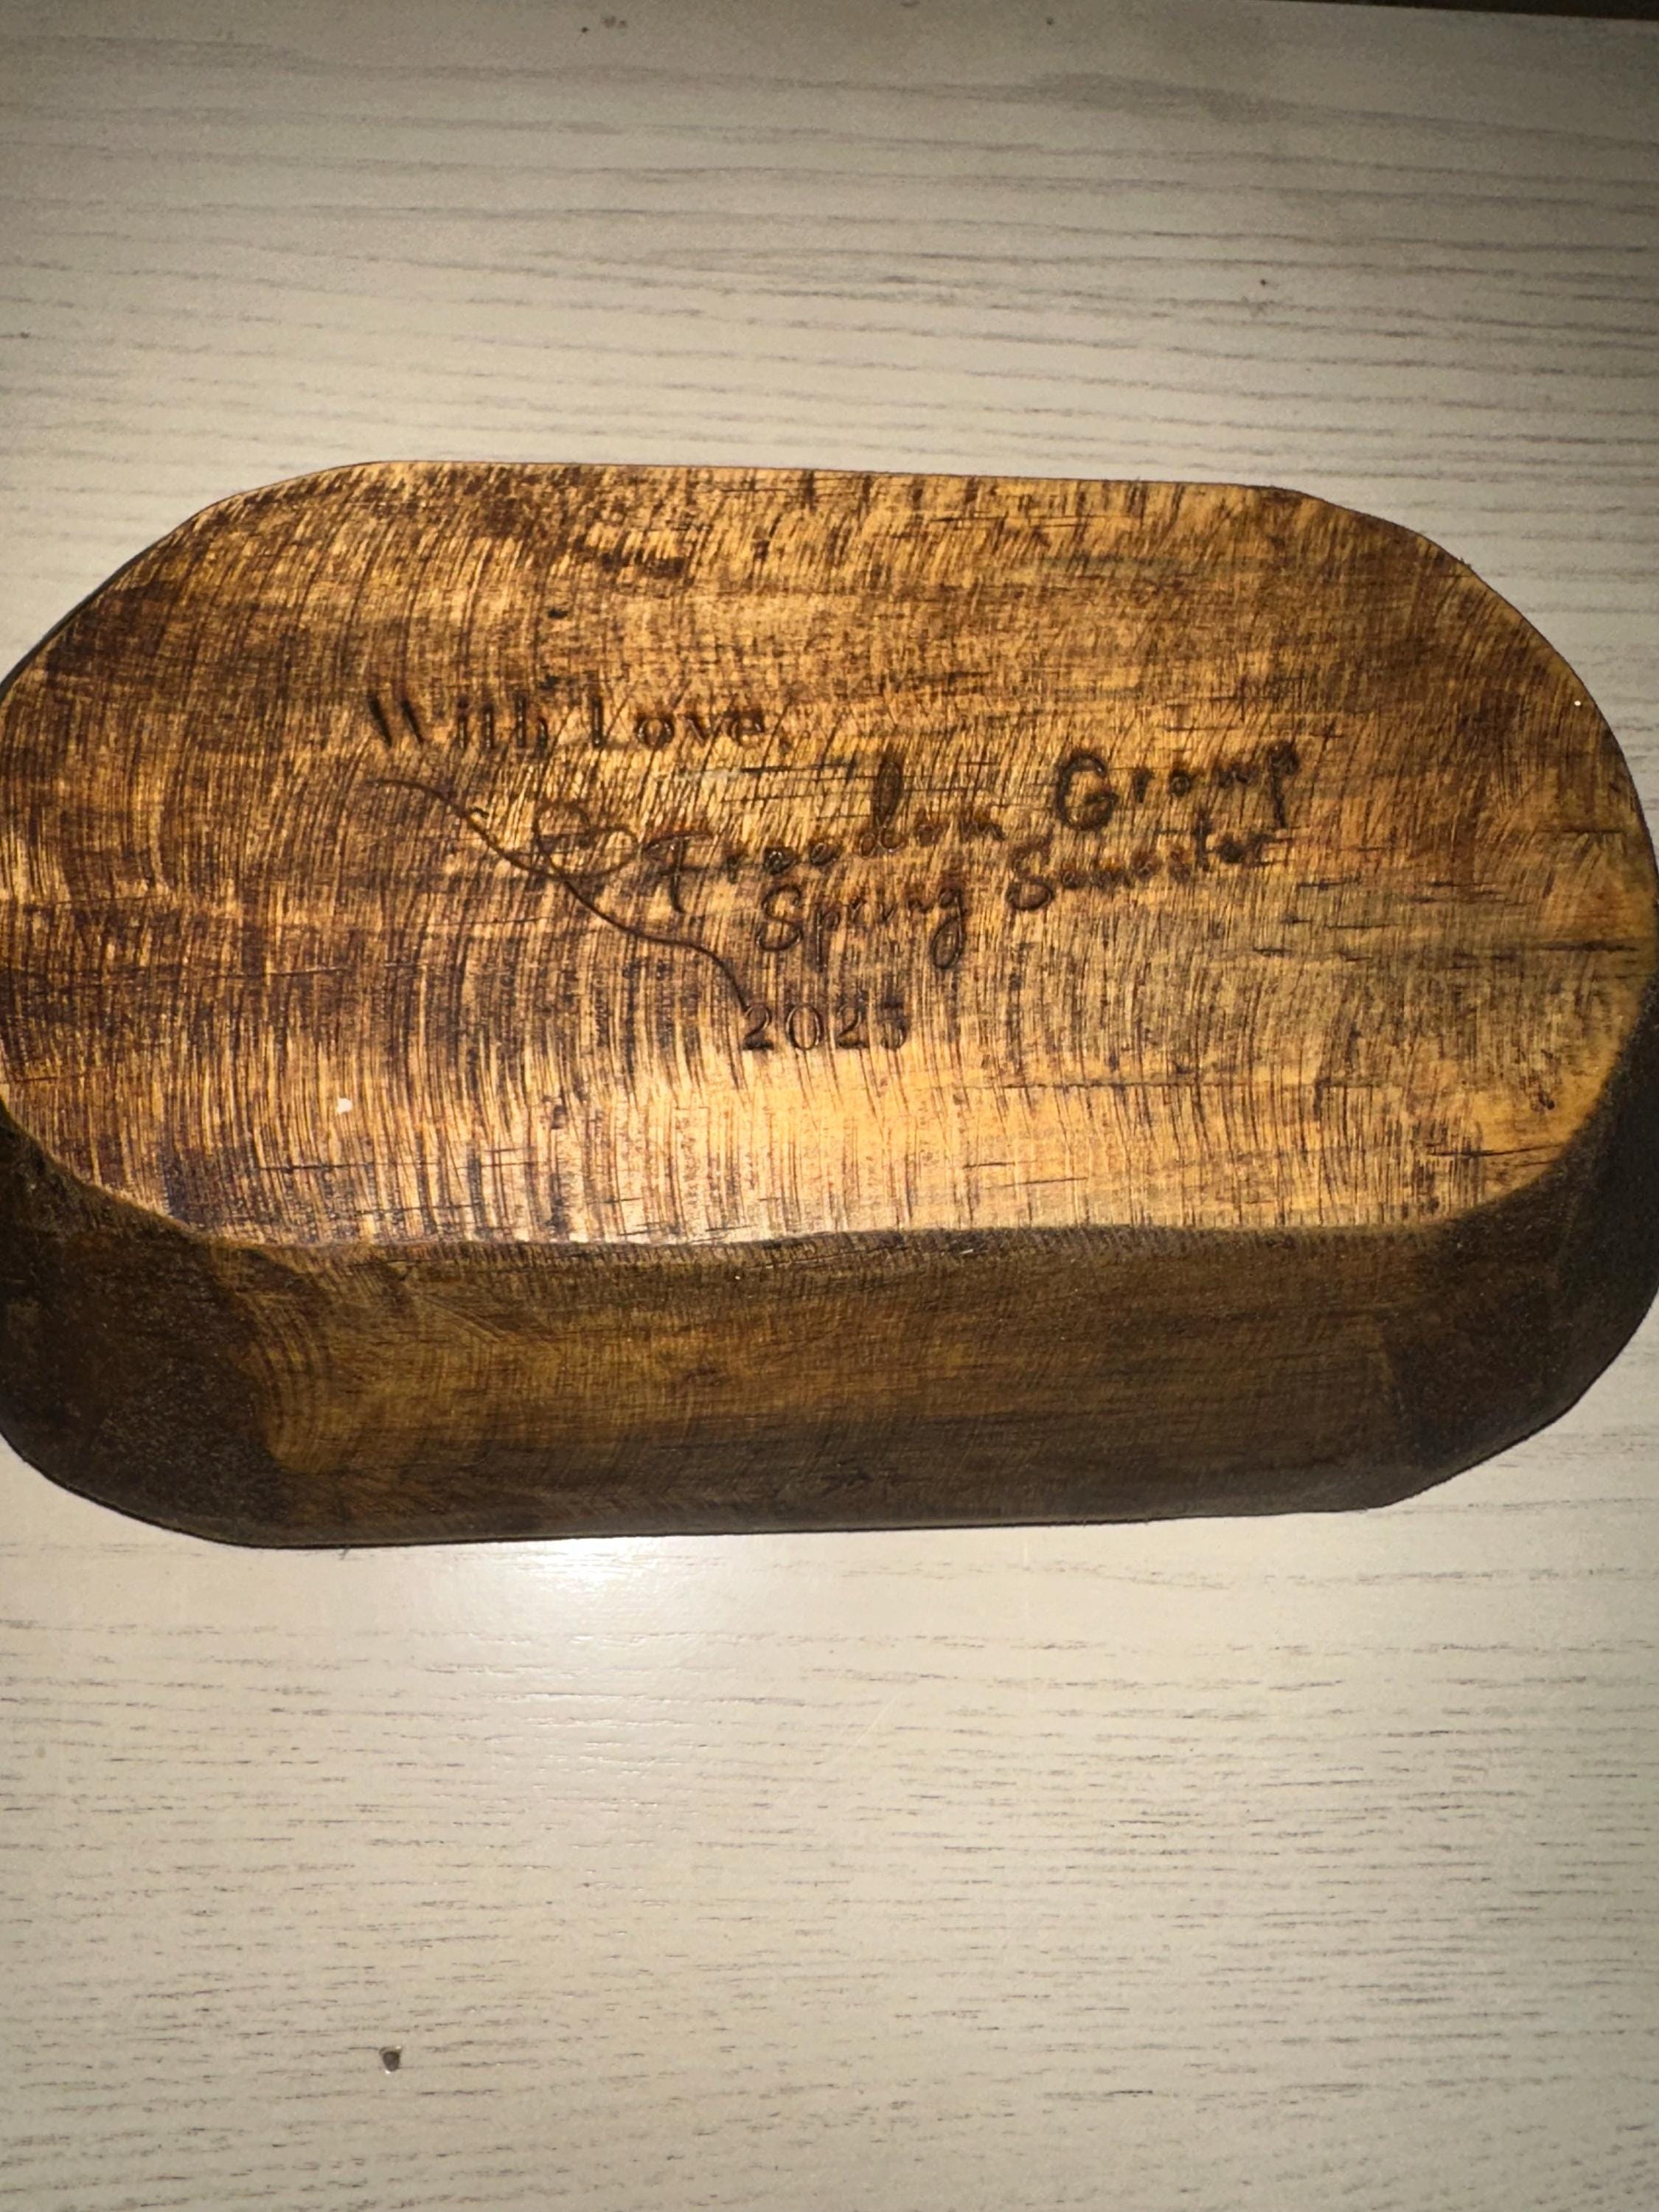 With Love,
Freedom Group
Spring Semester
2025